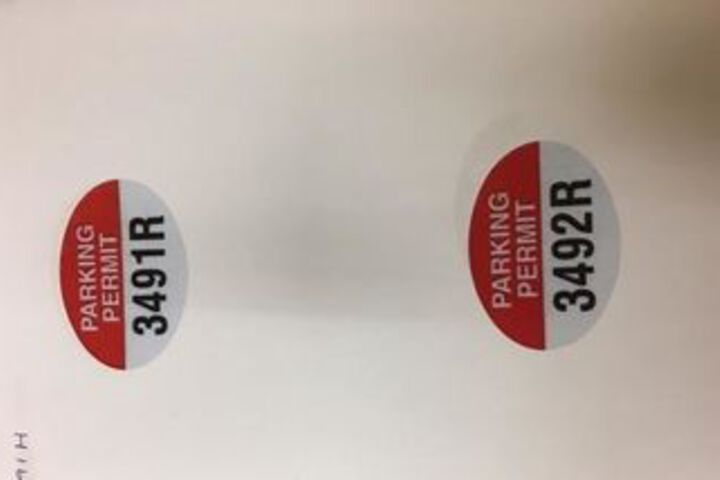 PARKING
PERMIT
3491R
PARKING
PERMIT
3492R